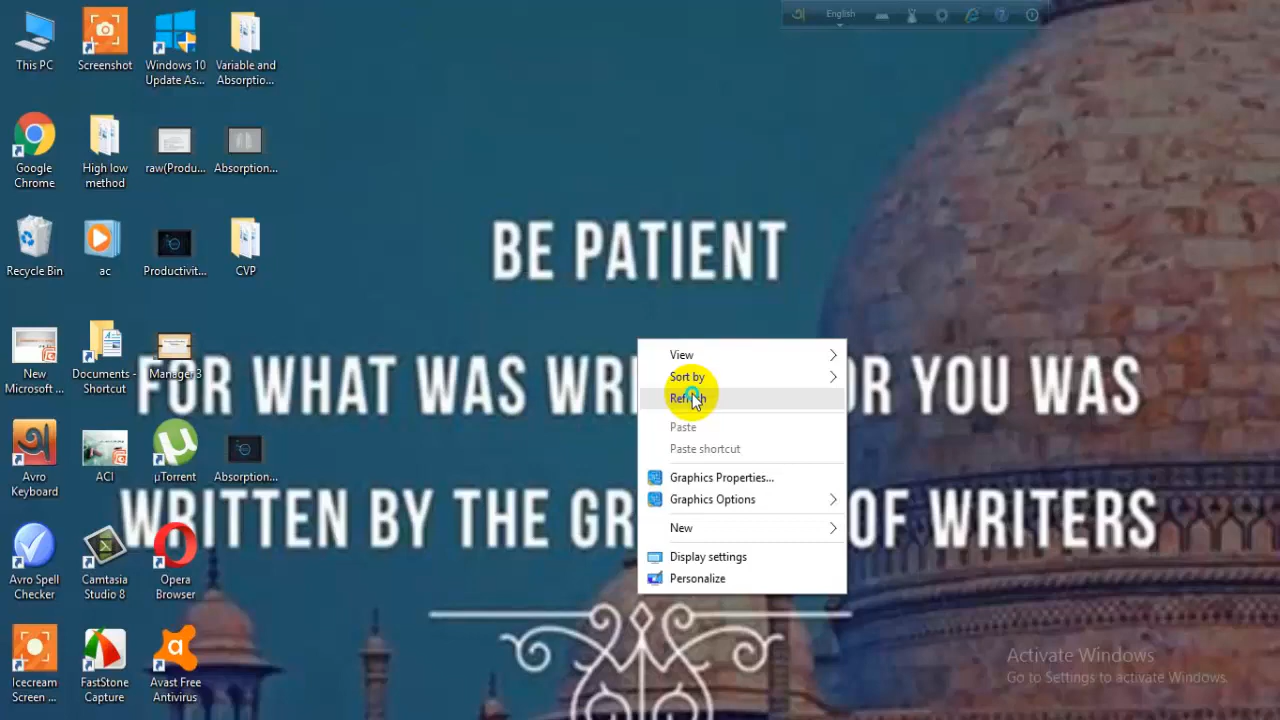 English
This PC
Screenshot
Windows 10
Update As...
Variable and
Absorptio...
Google
Chrome
High low
method
raw(Produ...
Absorption...
Recycle Bin
ac
Productivit...
CVP
New
Microsoft ...
Documents -
Shortcut
Manager 3
Avro
Keyboard
ACI
µTorrent
Absorption...
Avro Spell
Checker
Camtasia
Studio 8
Opera
Browser
Icecream
Screen ...
FastStone
Capture
Avast Free
Antivirus
BE PATIENT
FOR WHAT WAS WRI OR YOU WAS
WRITTEN BY THE GR OF WRITERS
View
Sort by
Refresh
Paste
Paste shortcut
Graphics Properties...
Graphics Options
New
Display settings
Personalize
Activate Windows
Go to Settings to activate Windows.